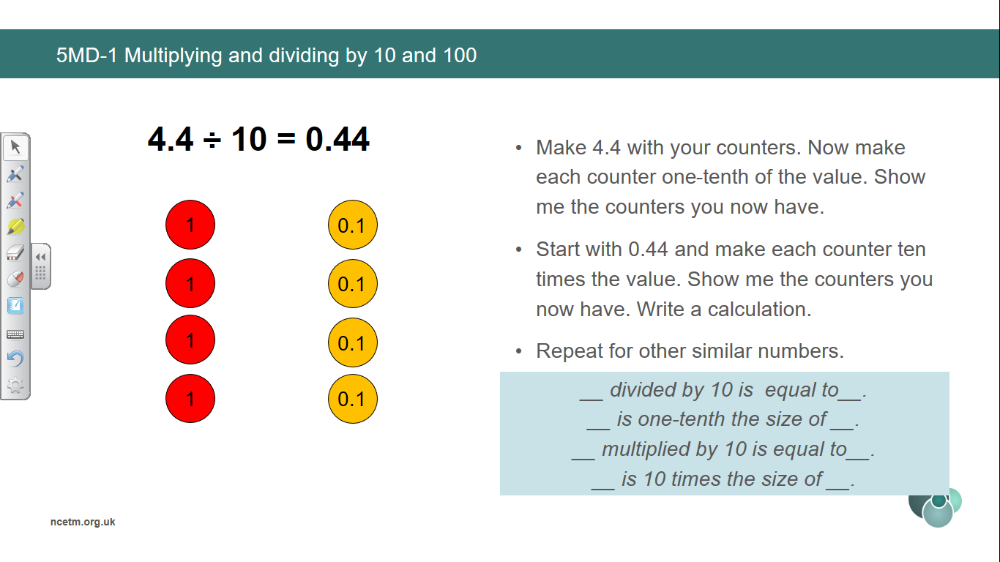 5MD-1 Multiplying and dividing by 10 and 100
4.4 ÷ 10 = 0.44
1 0.1
1 0.1
1 0.1
1 0.1
• Make 4.4 with your counters. Now make
each counter one-tenth of the value. Show
me the counters you now have.
• Start with 0.44 and make each counter ten
times the value. Show me the counters you
now have. Write a calculation.
• Repeat for other similar numbers.
__ divided by 10 is  equal to__.
__ is one-tenth the size of __.
__ multiplied by 10 is equal to__.
__ is 10 times the size of __.
ncetm.org.uk